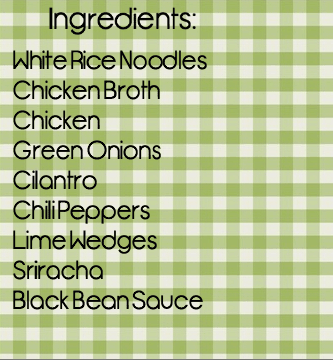 Ingredients:
White Rice Noodles
Chicken Broth
Chicken
Green Onions
Cilantro
Chili Peppers
Lime Wedges
Sriracha
Black Bean Sauce